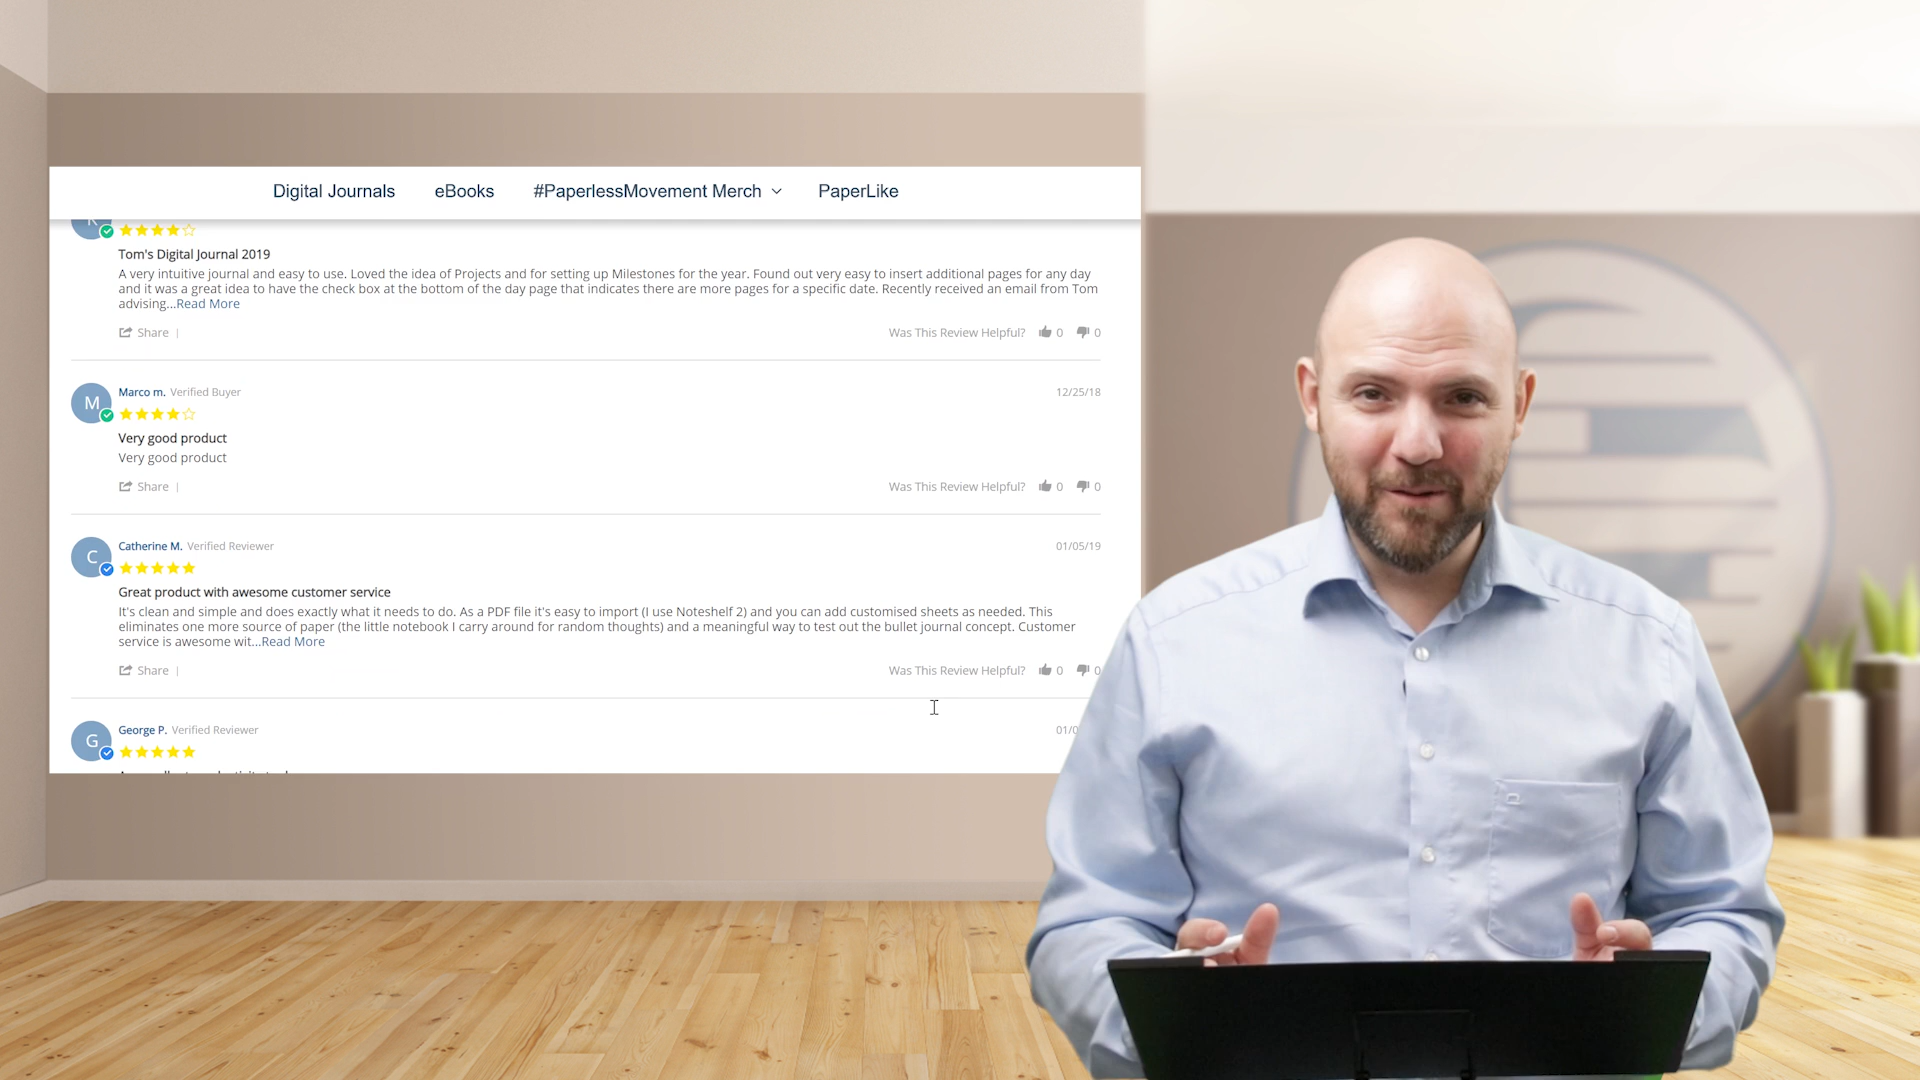 Digital Journals eBooks #PaperlessMovement Merch PaperLike
Tom's Digital Journal 2019
A very intuitive journal and easy to use. Loved the idea of Projects and for setting up Milestones for the year. Found out very easy to insert additional pages for any day
and it was a great idea to have the check box at the bottom of the day page that indicates there are more pages for a specific date. Recently received an email from Tom
advising...Read More
Share | Was This Review Helpful? 0 0
M Marco m. Verified Buyer 12/25/18
Very good product
Very good product
Share | Was This Review Helpful? 0 0
C Catherine M. Verified Reviewer 01/05/19
Great product with awesome customer service
It's clean and simple and does exactly what it needs to do. As a PDF file it's easy to import (I use Noteshelf 2) and you can add customised sheets as needed. This
eliminates one more source of paper (the little notebook I carry around for random thoughts) and a meaningful way to test out the bullet journal concept. Customer
service is awesome wit...Read More
Share | Was This Review Helpful? 0 0
G George P. Verified Reviewer 01/0